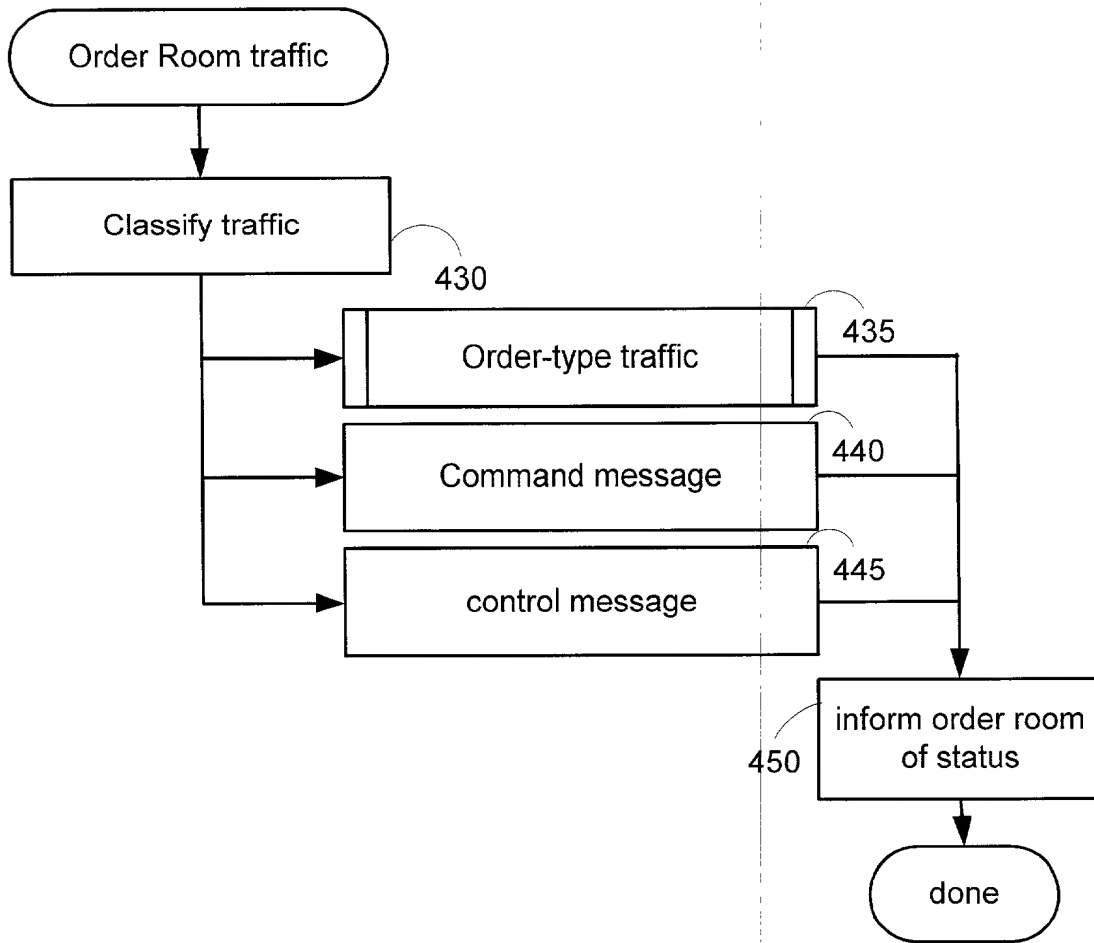 Order Room traffic
Classify traffic
430
Order-type traffic
435
Command message
440
control message
445
inform order room
of status
450
done